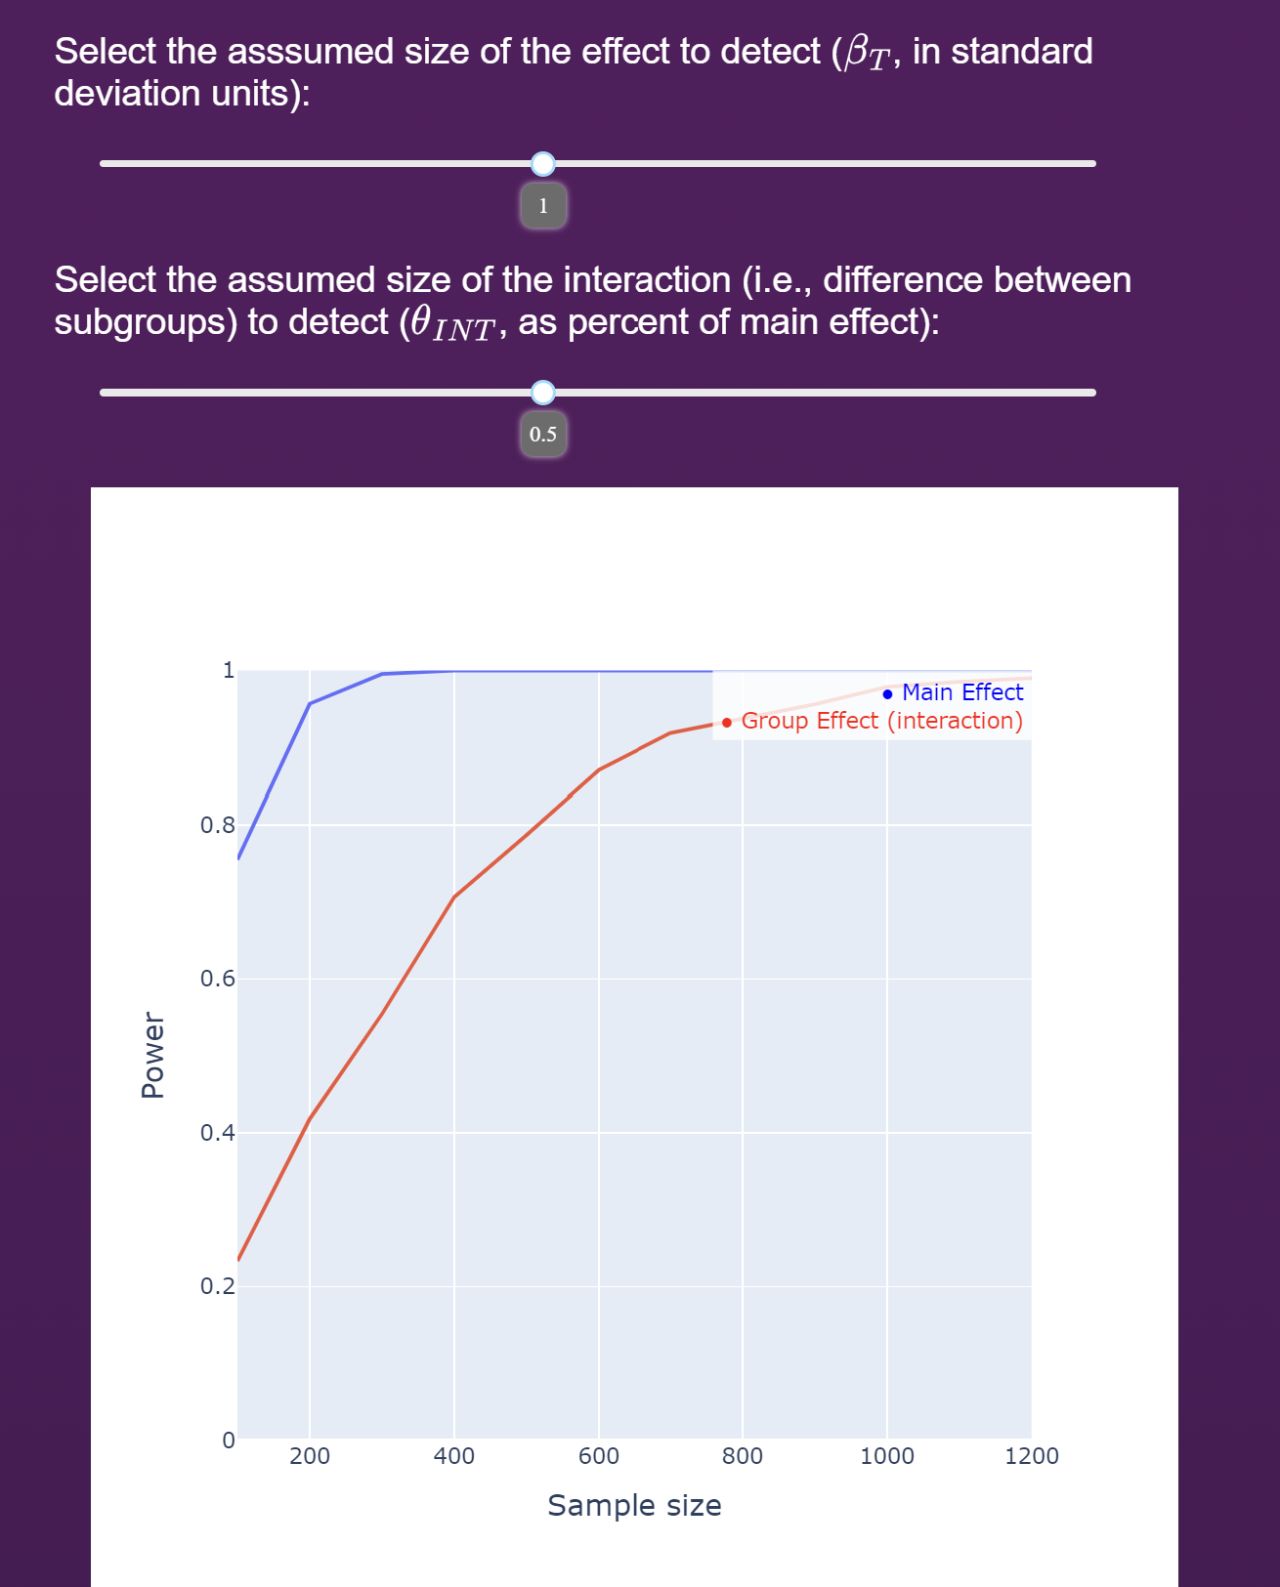 Select the asssumed size of the effect to detect (β_T, in standard
deviation units):
1
Select the assumed size of the interaction (i.e., difference between
subgroups) to detect (θ_INT, as percent of main effect):
0.5
1
Main Effect
Group Effect (interaction)
0.8
0.6
Power
0.4
0.2
0
200 400 600 800 1000 1200
Sample size